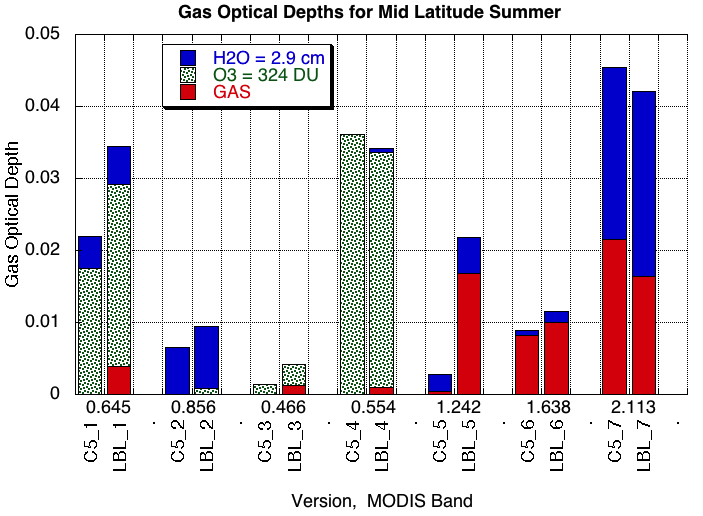 Gas Optical Depths for Mid Latitude Summer
Gas Optical Depth
0.05
0.04
0.03
0.02
0.01
0
H2O = 2.9 cm
O3 = 324 DU
GAS
0.645 0.856 0.466 0.554 1.242 1.638 2.113
C5_1 LBL_1 . C5_2 LBL_2 . C5_3 LBL_3 . C5_4 LBL_4 . C5_5 LBL_5 . C5_6 LBL_6 . C5_7 LBL_7 .
Version, MODIS Band